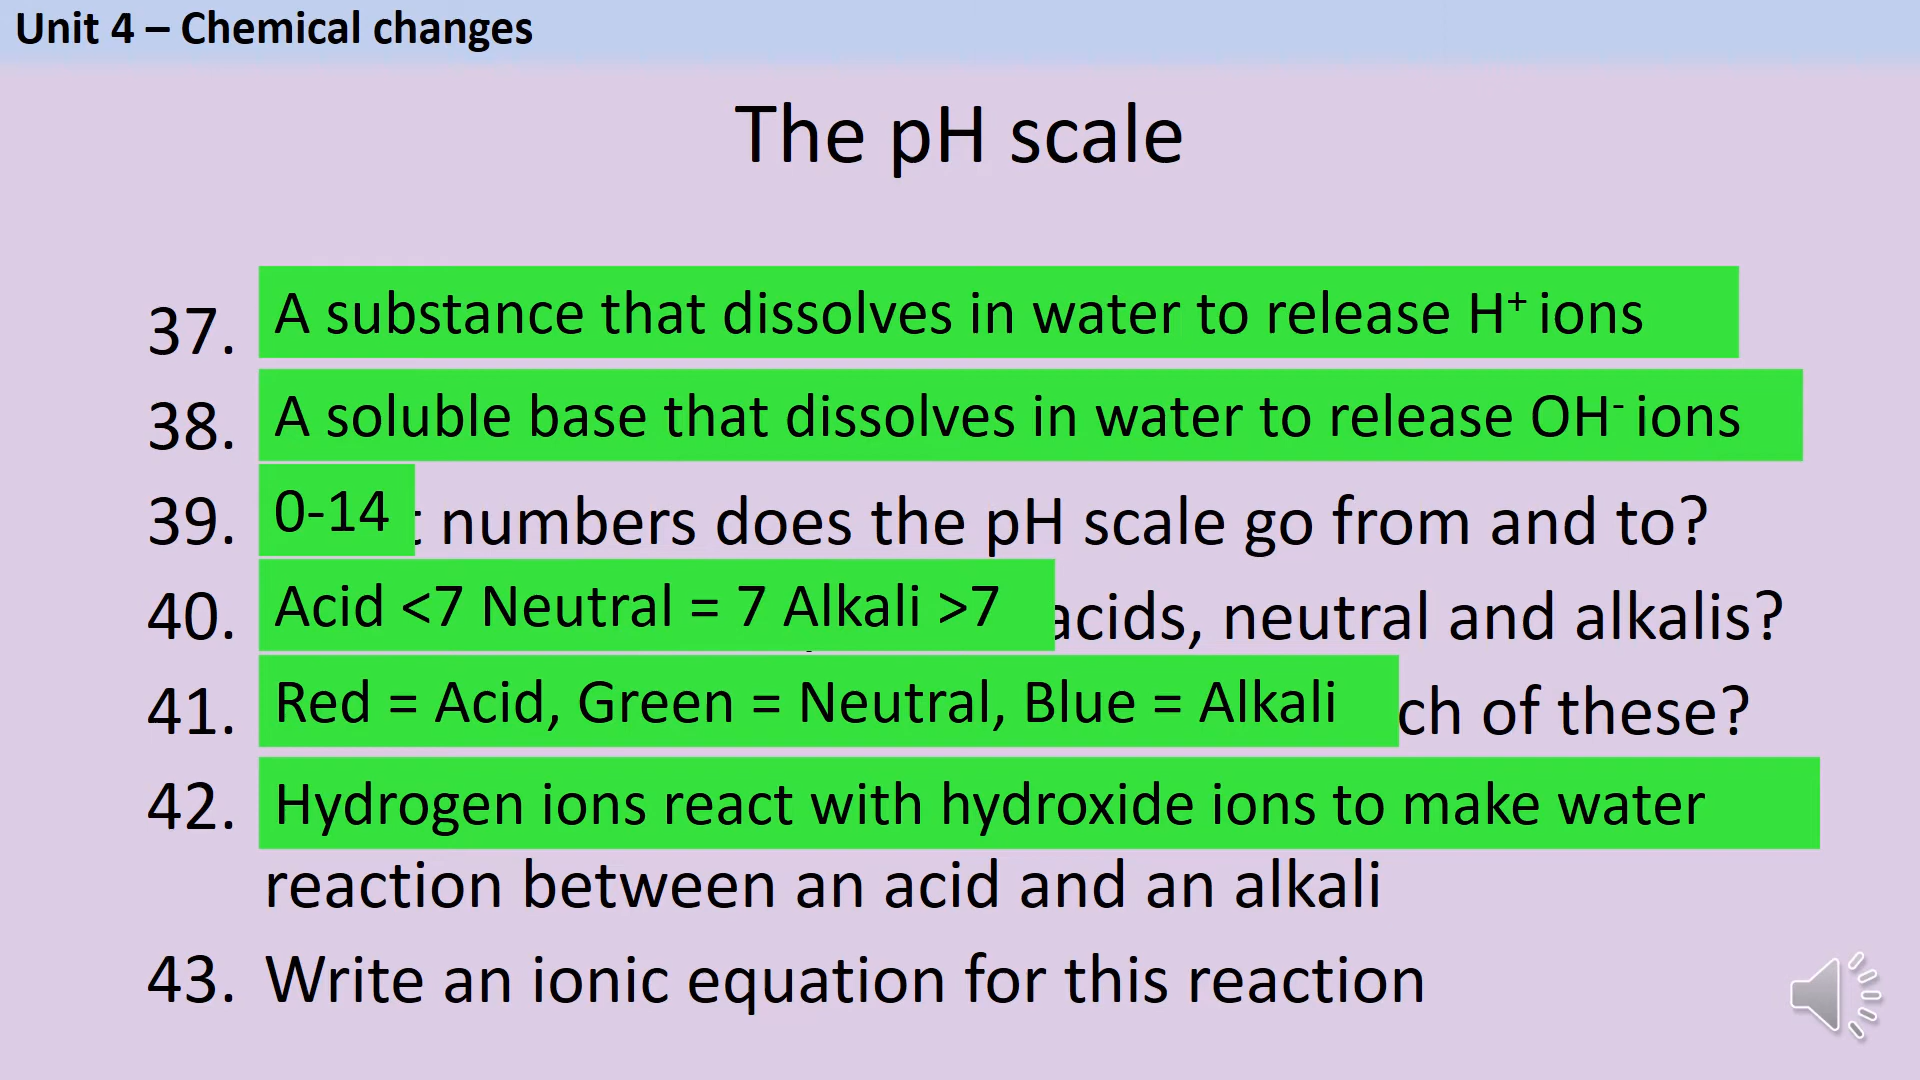 Unit 4 – Chemical changes
The pH scale
37. A substance that dissolves in water to release H⁺ ions
38. A soluble base that dissolves in water to release OH⁻ ions
39. 0-14 numbers does the pH scale go from and to?
40. Acid <7 Neutral = 7 Alkali >7 acids, neutral and alkalis?
41. Red = Acid, Green = Neutral, Blue = Alkali of these?
42. Hydrogen ions react with hydroxide ions to make water
reaction between an acid and an alkali
43. Write an ionic equation for this reaction